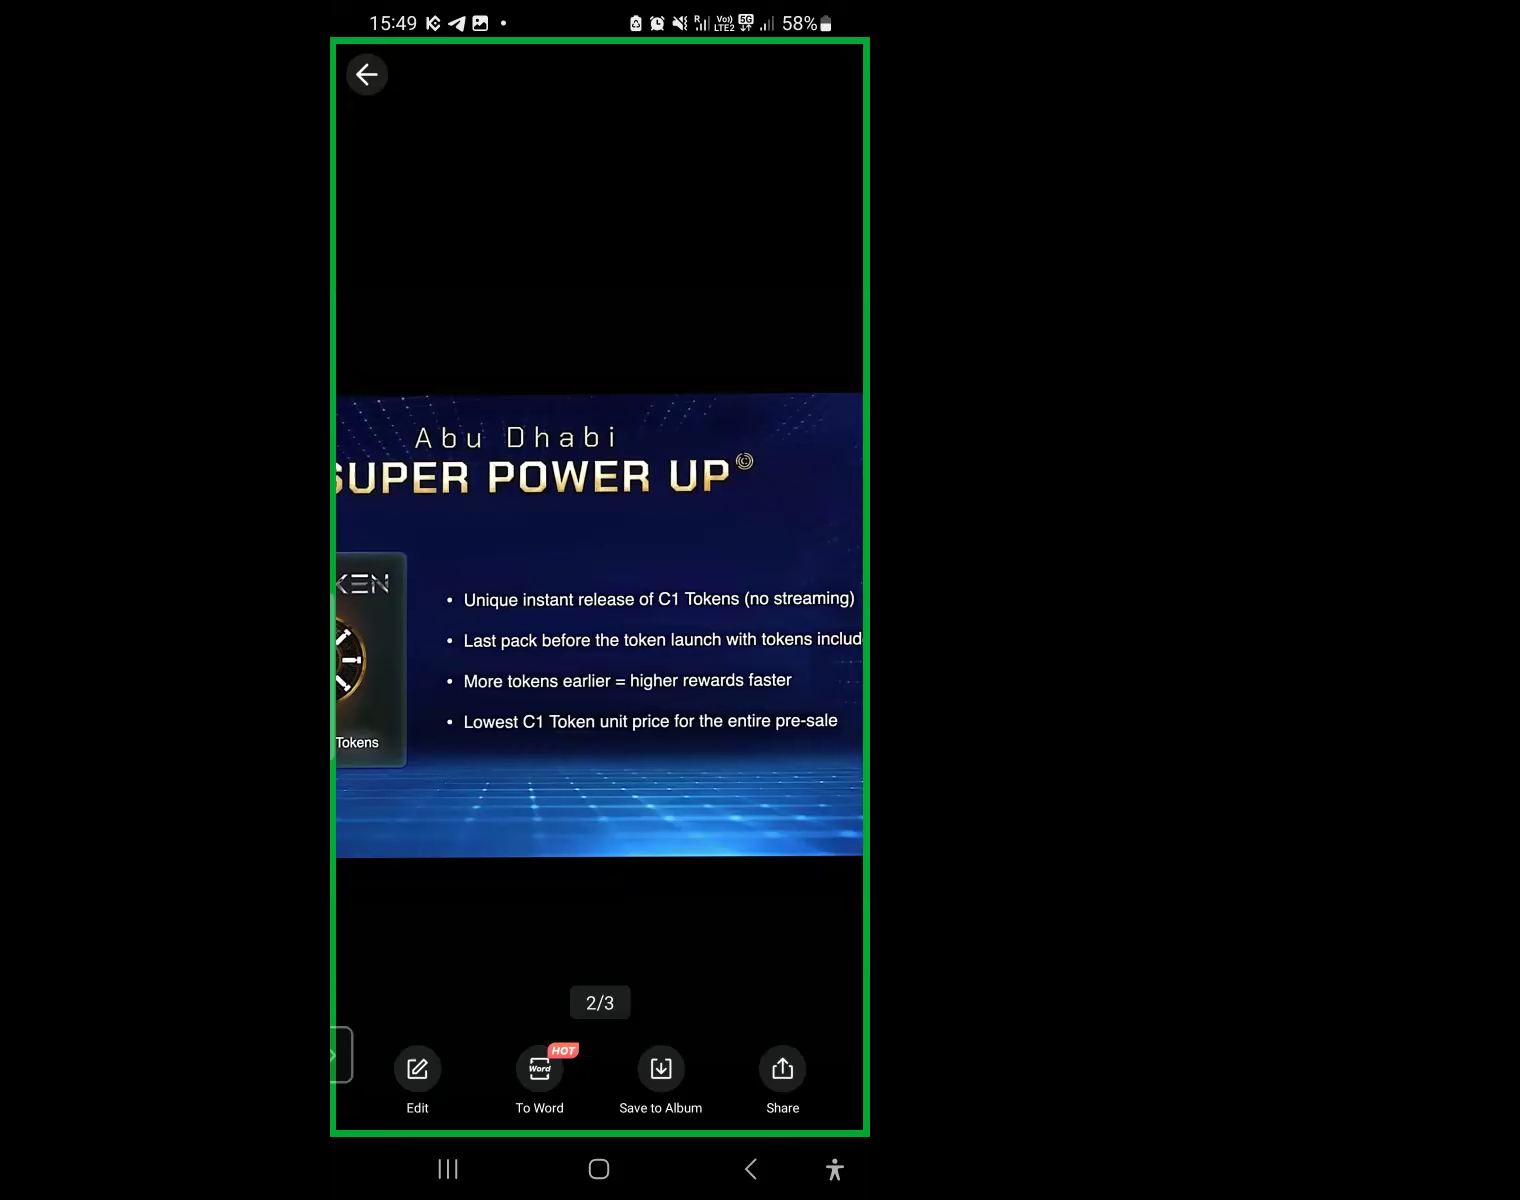 15:49
58%
Abu Dhabi
SUPER POWER UP
KEN
• Unique instant release of C1 Tokens (no streaming)
• Last pack before the token launch with tokens includ
• More tokens earlier = higher rewards faster
• Lowest C1 Token unit price for the entire pre-sale
Tokens
2/3
HOT
Word
Edit
To Word
Save to Album
Share